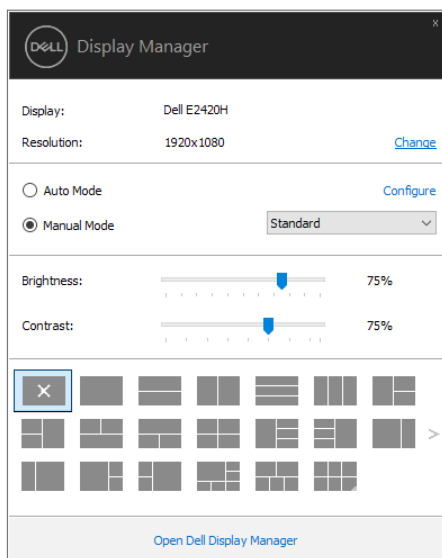 DELL Display Manager
Display: Dell E2420H
Resolution: 1920x1080 Change
Auto Mode Configure
Manual Mode Standard
Brightness: 75%
Contrast: 75%
Open Dell Display Manager